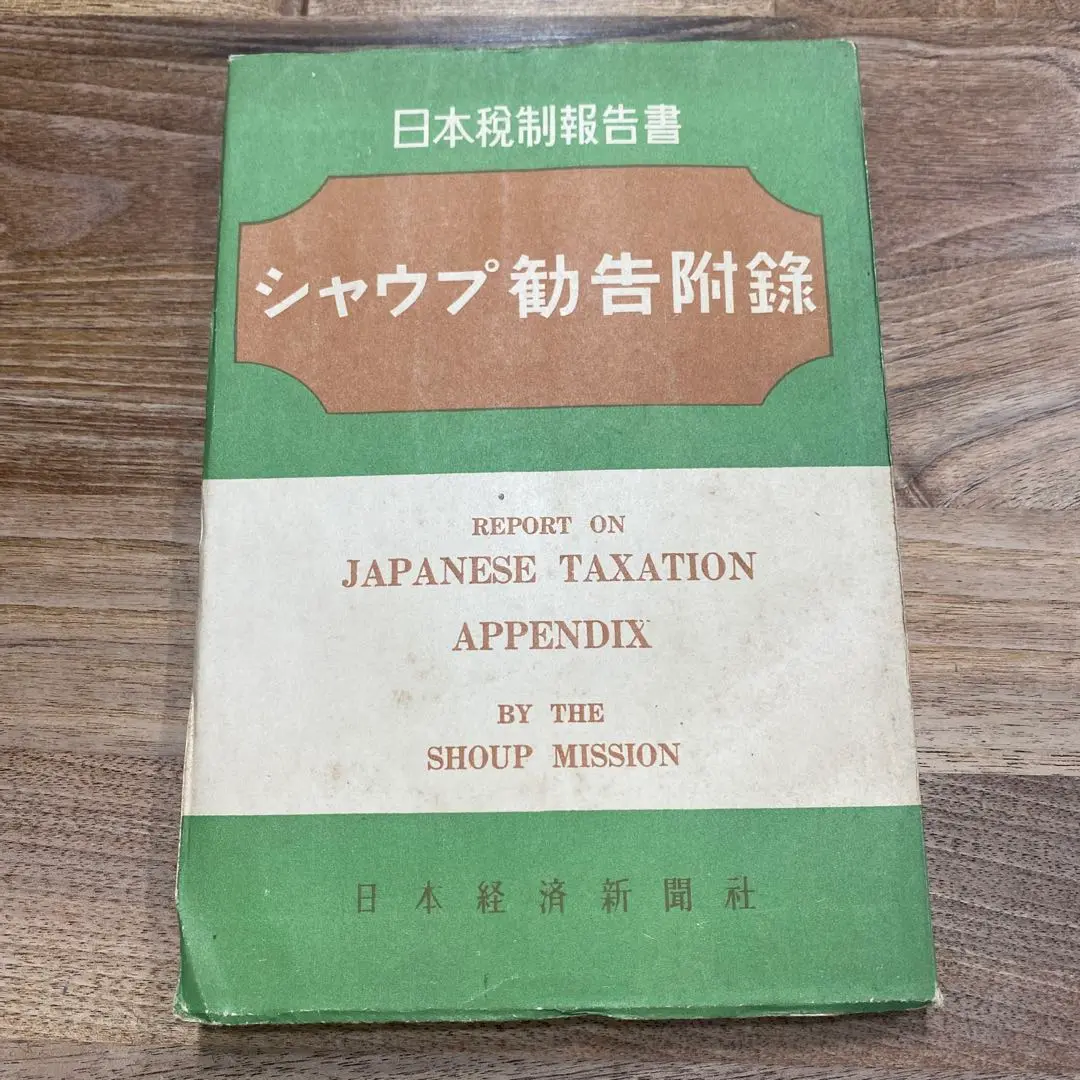 日本税制報告書
シャウプ勧告附錄
REPORT ON
JAPANESE TAXATION
APPENDIX
BY THE
SHOUP MISSION
日本経済新聞社